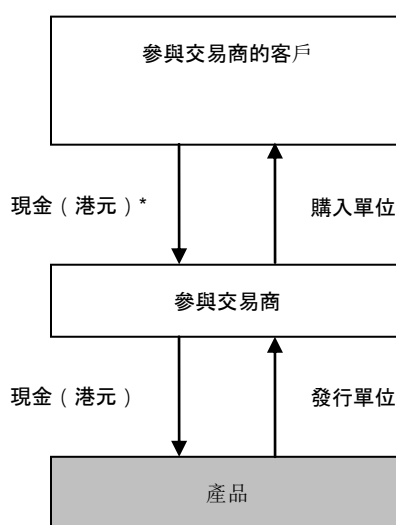 參與交易商的客戶
現金（港元）* 購入單位
參與交易商
現金（港元） 發行單位
產品